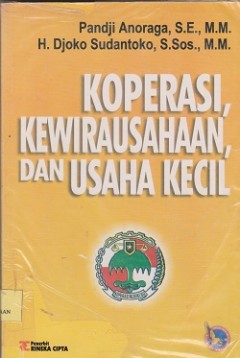 Pandji Anoraga, S.E., M.M.
H. Djoko Sudantoko, S.Sos., M.M.
KOPERASI,
KEWIRAUSAHAAN,
DAN USAHA KECIL
Penerbit
RINEKA CIPTA